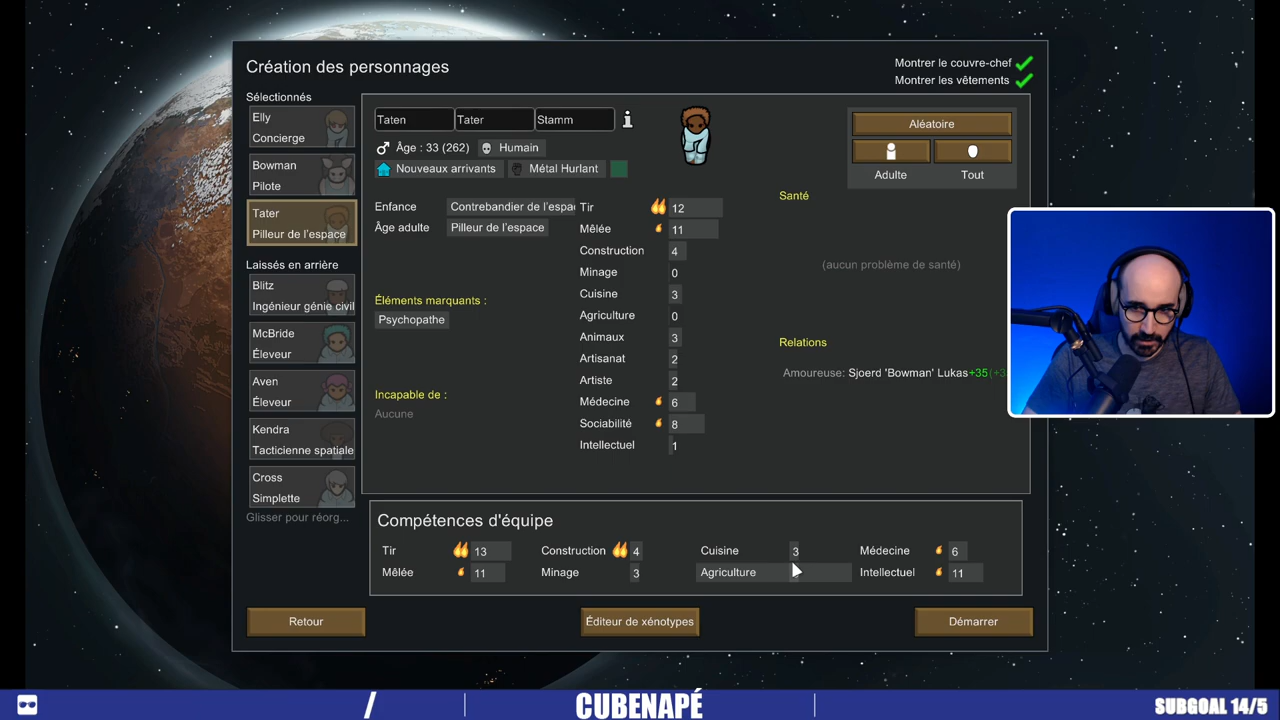 Création des personnages
Montrer le couvre-chef
Montrer les vêtements
Sélectionnés
Elly
Concierge
Bowman
Pilote
Tater
Pilleur de l'espace
Laissés en arrière
Blitz
Ingénieur génie civil
McBride
Éleveur
Aven
Éleveur
Kendra
Tacticienne spatiale
Cross
Simplette
Glisser pour réorg...
Taten Tater Stamm
Âge : 33 (262) Humain
Nouveaux arrivants Métal Hurlant
Enfance Contrebandier de l'espa
Âge adulte Pilleur de l'espace
Éléments marquants :
Psychopathe
Incapable de :
Aucune
Tir 12
Mêlée 11
Construction 4
Minage 0
Cuisine 3
Agriculture 0
Animaux 3
Artisanat 2
Artiste 2
Médecine 6
Sociabilité 8
Intellectuel 1
Aléatoire
Adulte Tout
Santé
(aucun problème de santé)
Relations
Amoureuse: Sjoerd 'Bowman' Lukas+35(+3
Compétences d'équipe
Tir 13 Construction 4 Cuisine 3 Médecine 6
Mêlée 11 Minage 3 Agriculture Intellectuel 11
Retour Éditeur de xénotypes Démarrer
/ CUBENAPÉ SUBGOAL 14/5